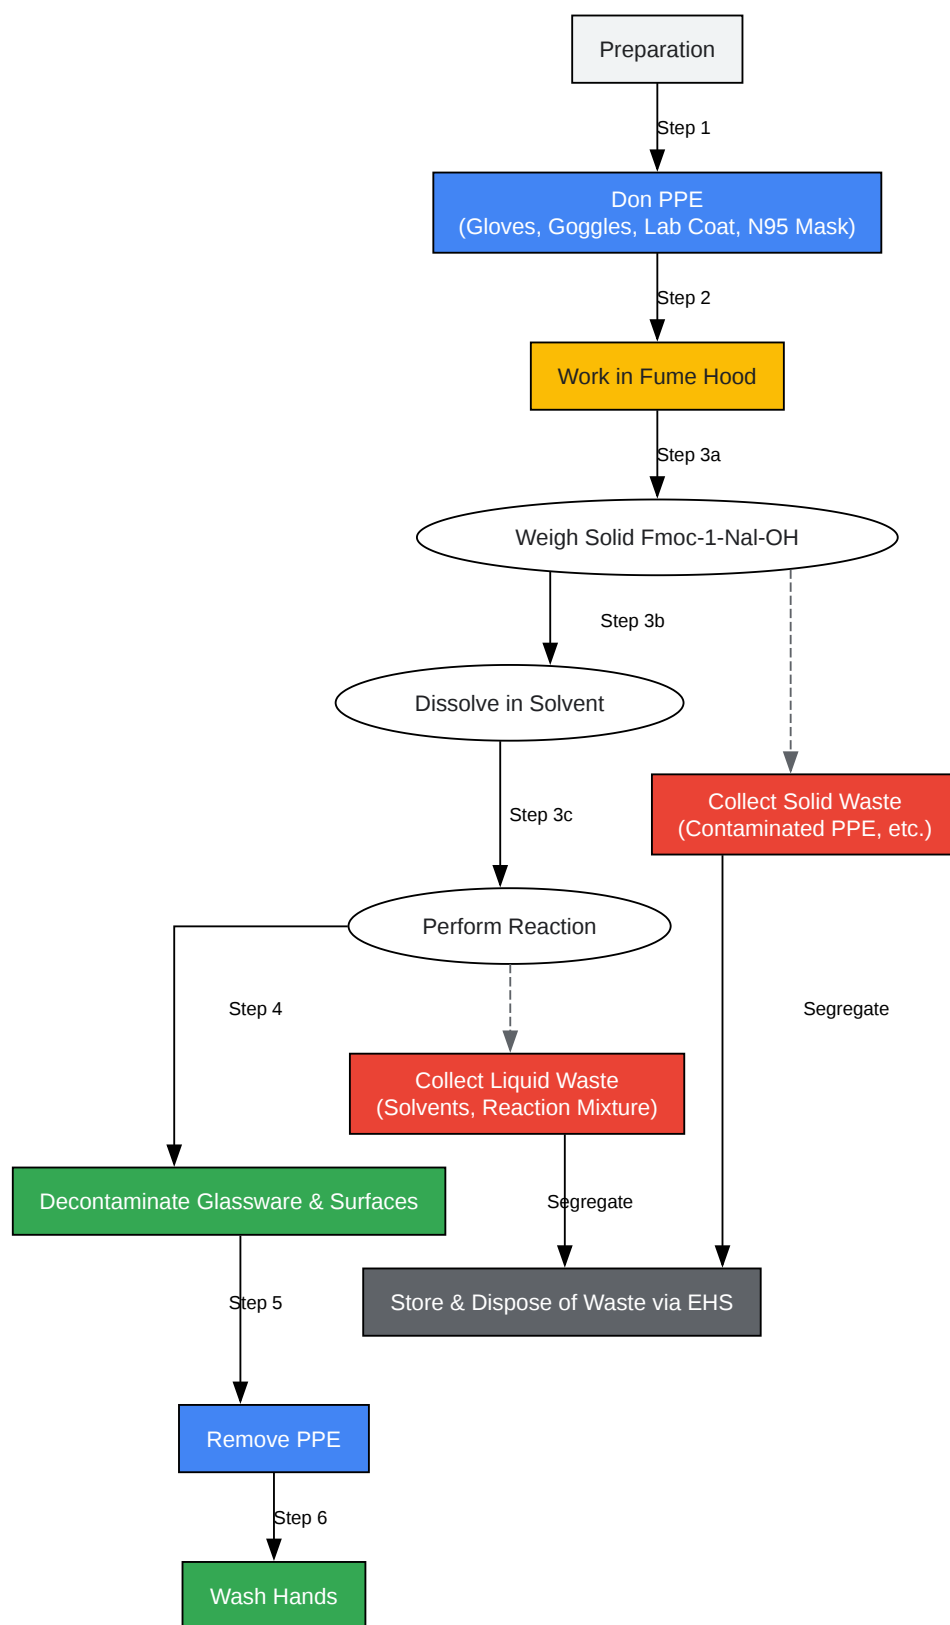 Preparation
Step 1
Don PPE
(Gloves, Goggles, Lab Coat, N95 Mask)
Step 2
Work in Fume Hood
Step 3a
Weigh Solid Fmoc-1-Nal-OH
Step 3b
Dissolve in Solvent
Collect Solid Waste
(Contaminated PPE, etc.)
Step 3c
Perform Reaction
Step 4
Segregate
Collect Liquid Waste
(Solvents, Reaction Mixture)
Decontaminate Glassware & Surfaces
Segregate
Step 5
Store & Dispose of Waste via EHS
Remove PPE
Step 6
Wash Hands